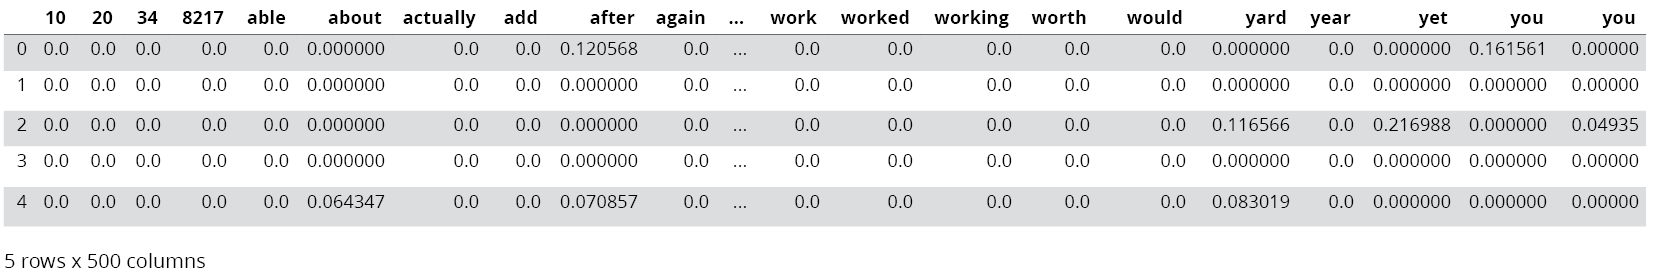 10 20 34 8217 able about actually add after again ... work worked working worth would yard year yet you you
0 0.0 0.0 0.0 0.0 0.0 0.000000 0.0 0.0 0.120568 0.0 ... 0.0 0.0 0.0 0.0 0.0 0.000000 0.0 0.000000 0.161561 0.00000
1 0.0 0.0 0.0 0.0 0.0 0.000000 0.0 0.0 0.000000 0.0 ... 0.0 0.0 0.0 0.0 0.0 0.000000 0.0 0.000000 0.000000 0.00000
2 0.0 0.0 0.0 0.0 0.0 0.000000 0.0 0.0 0.000000 0.0 ... 0.0 0.0 0.0 0.0 0.0 0.116566 0.0 0.216988 0.000000 0.04935
3 0.0 0.0 0.0 0.0 0.0 0.000000 0.0 0.0 0.000000 0.0 ... 0.0 0.0 0.0 0.0 0.0 0.000000 0.0 0.000000 0.000000 0.00000
4 0.0 0.0 0.0 0.0 0.0 0.064347 0.0 0.0 0.070857 0.0 ... 0.0 0.0 0.0 0.0 0.0 0.083019 0.0 0.000000 0.000000 0.00000
5 rows x 500 columns